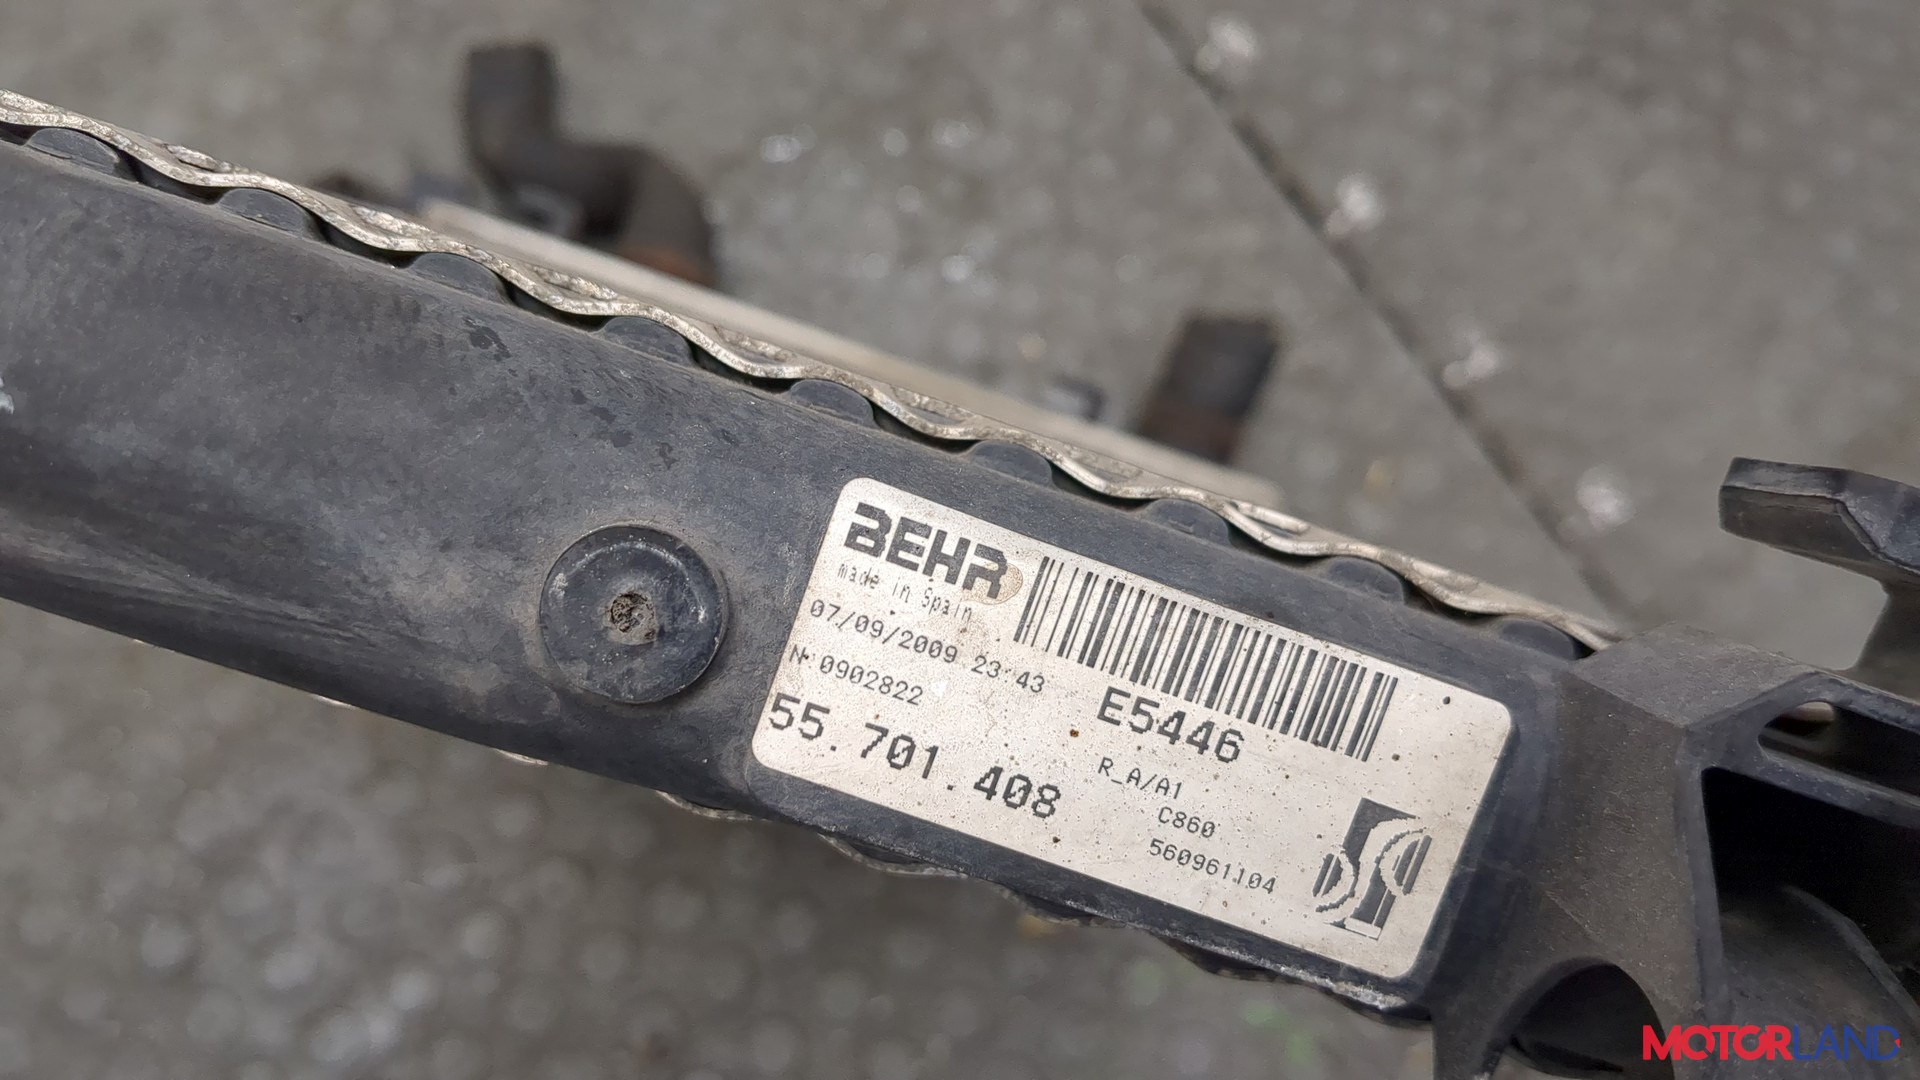 BEHR
made in Spain
07/09/2009 23:43
N·0902822
55.701.408
E5446
R_A/A1
C860
560961104
MOTORLAND